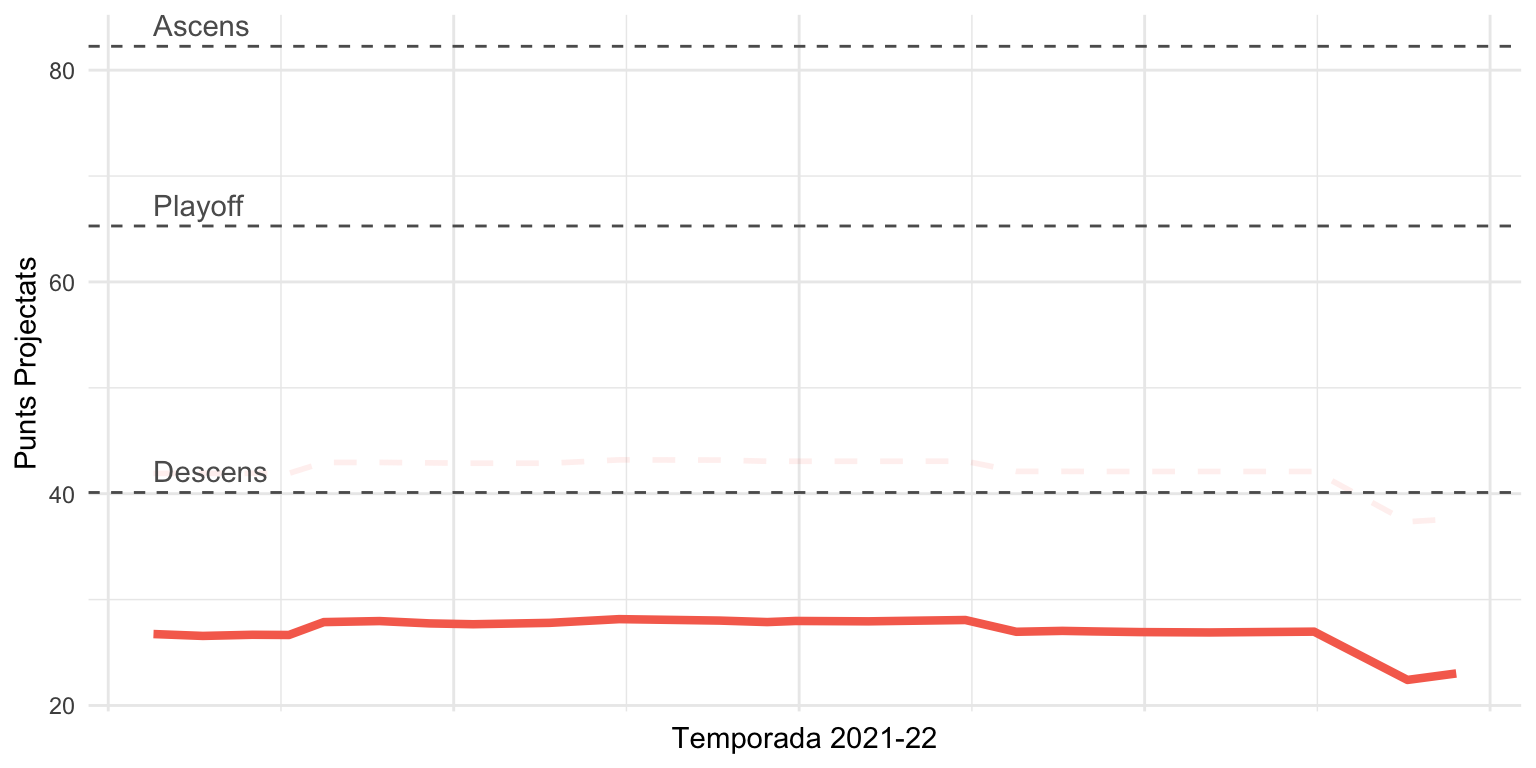 Ascens
80
Playoff
60
Punts Projectats
Descens
40
20
Temporada 2021-22